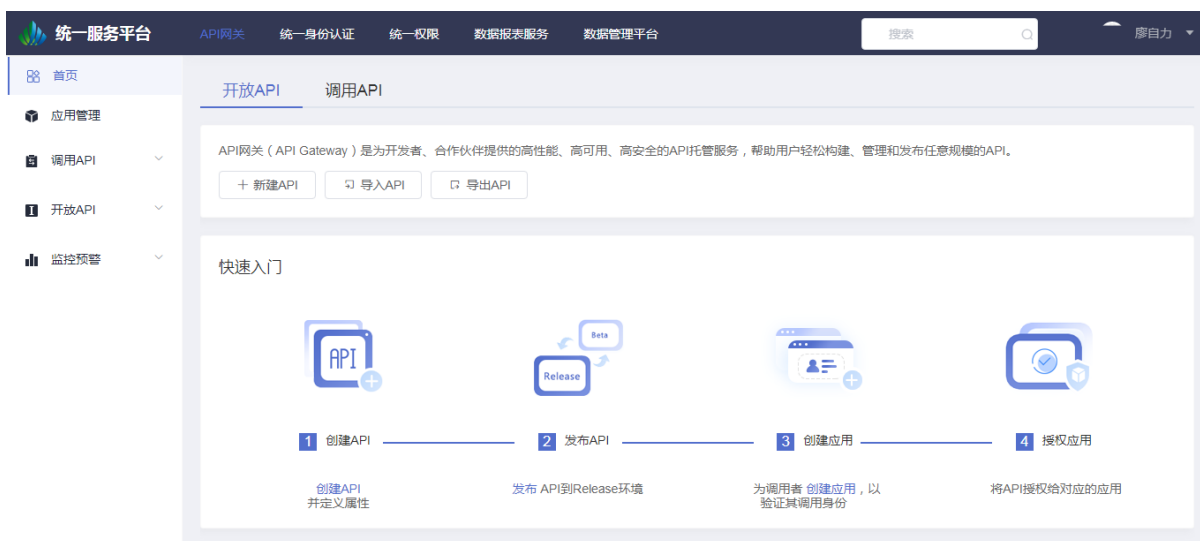 统一服务平台
API网关 统一身份认证 统一权限 数据报表服务 数据管理平台 搜索 廖自力
首页
应用管理
调用API
开放API
监控预警
开放API 调用API
API网关（API Gateway）是为开发者、合作伙伴提供的高性能、高可用、高安全的API托管服务，帮助用户轻松构建、管理和发布任意规模的API。
新建API 导入API 导出API
快速入门
API
Beta
Release
1 创建API 2 发布API 3 创建应用 4 授权应用
创建API
并定义属性
发布 API到Release环境
为调用者 创建应用，以
验证其调用身份
将API授权给对应的应用